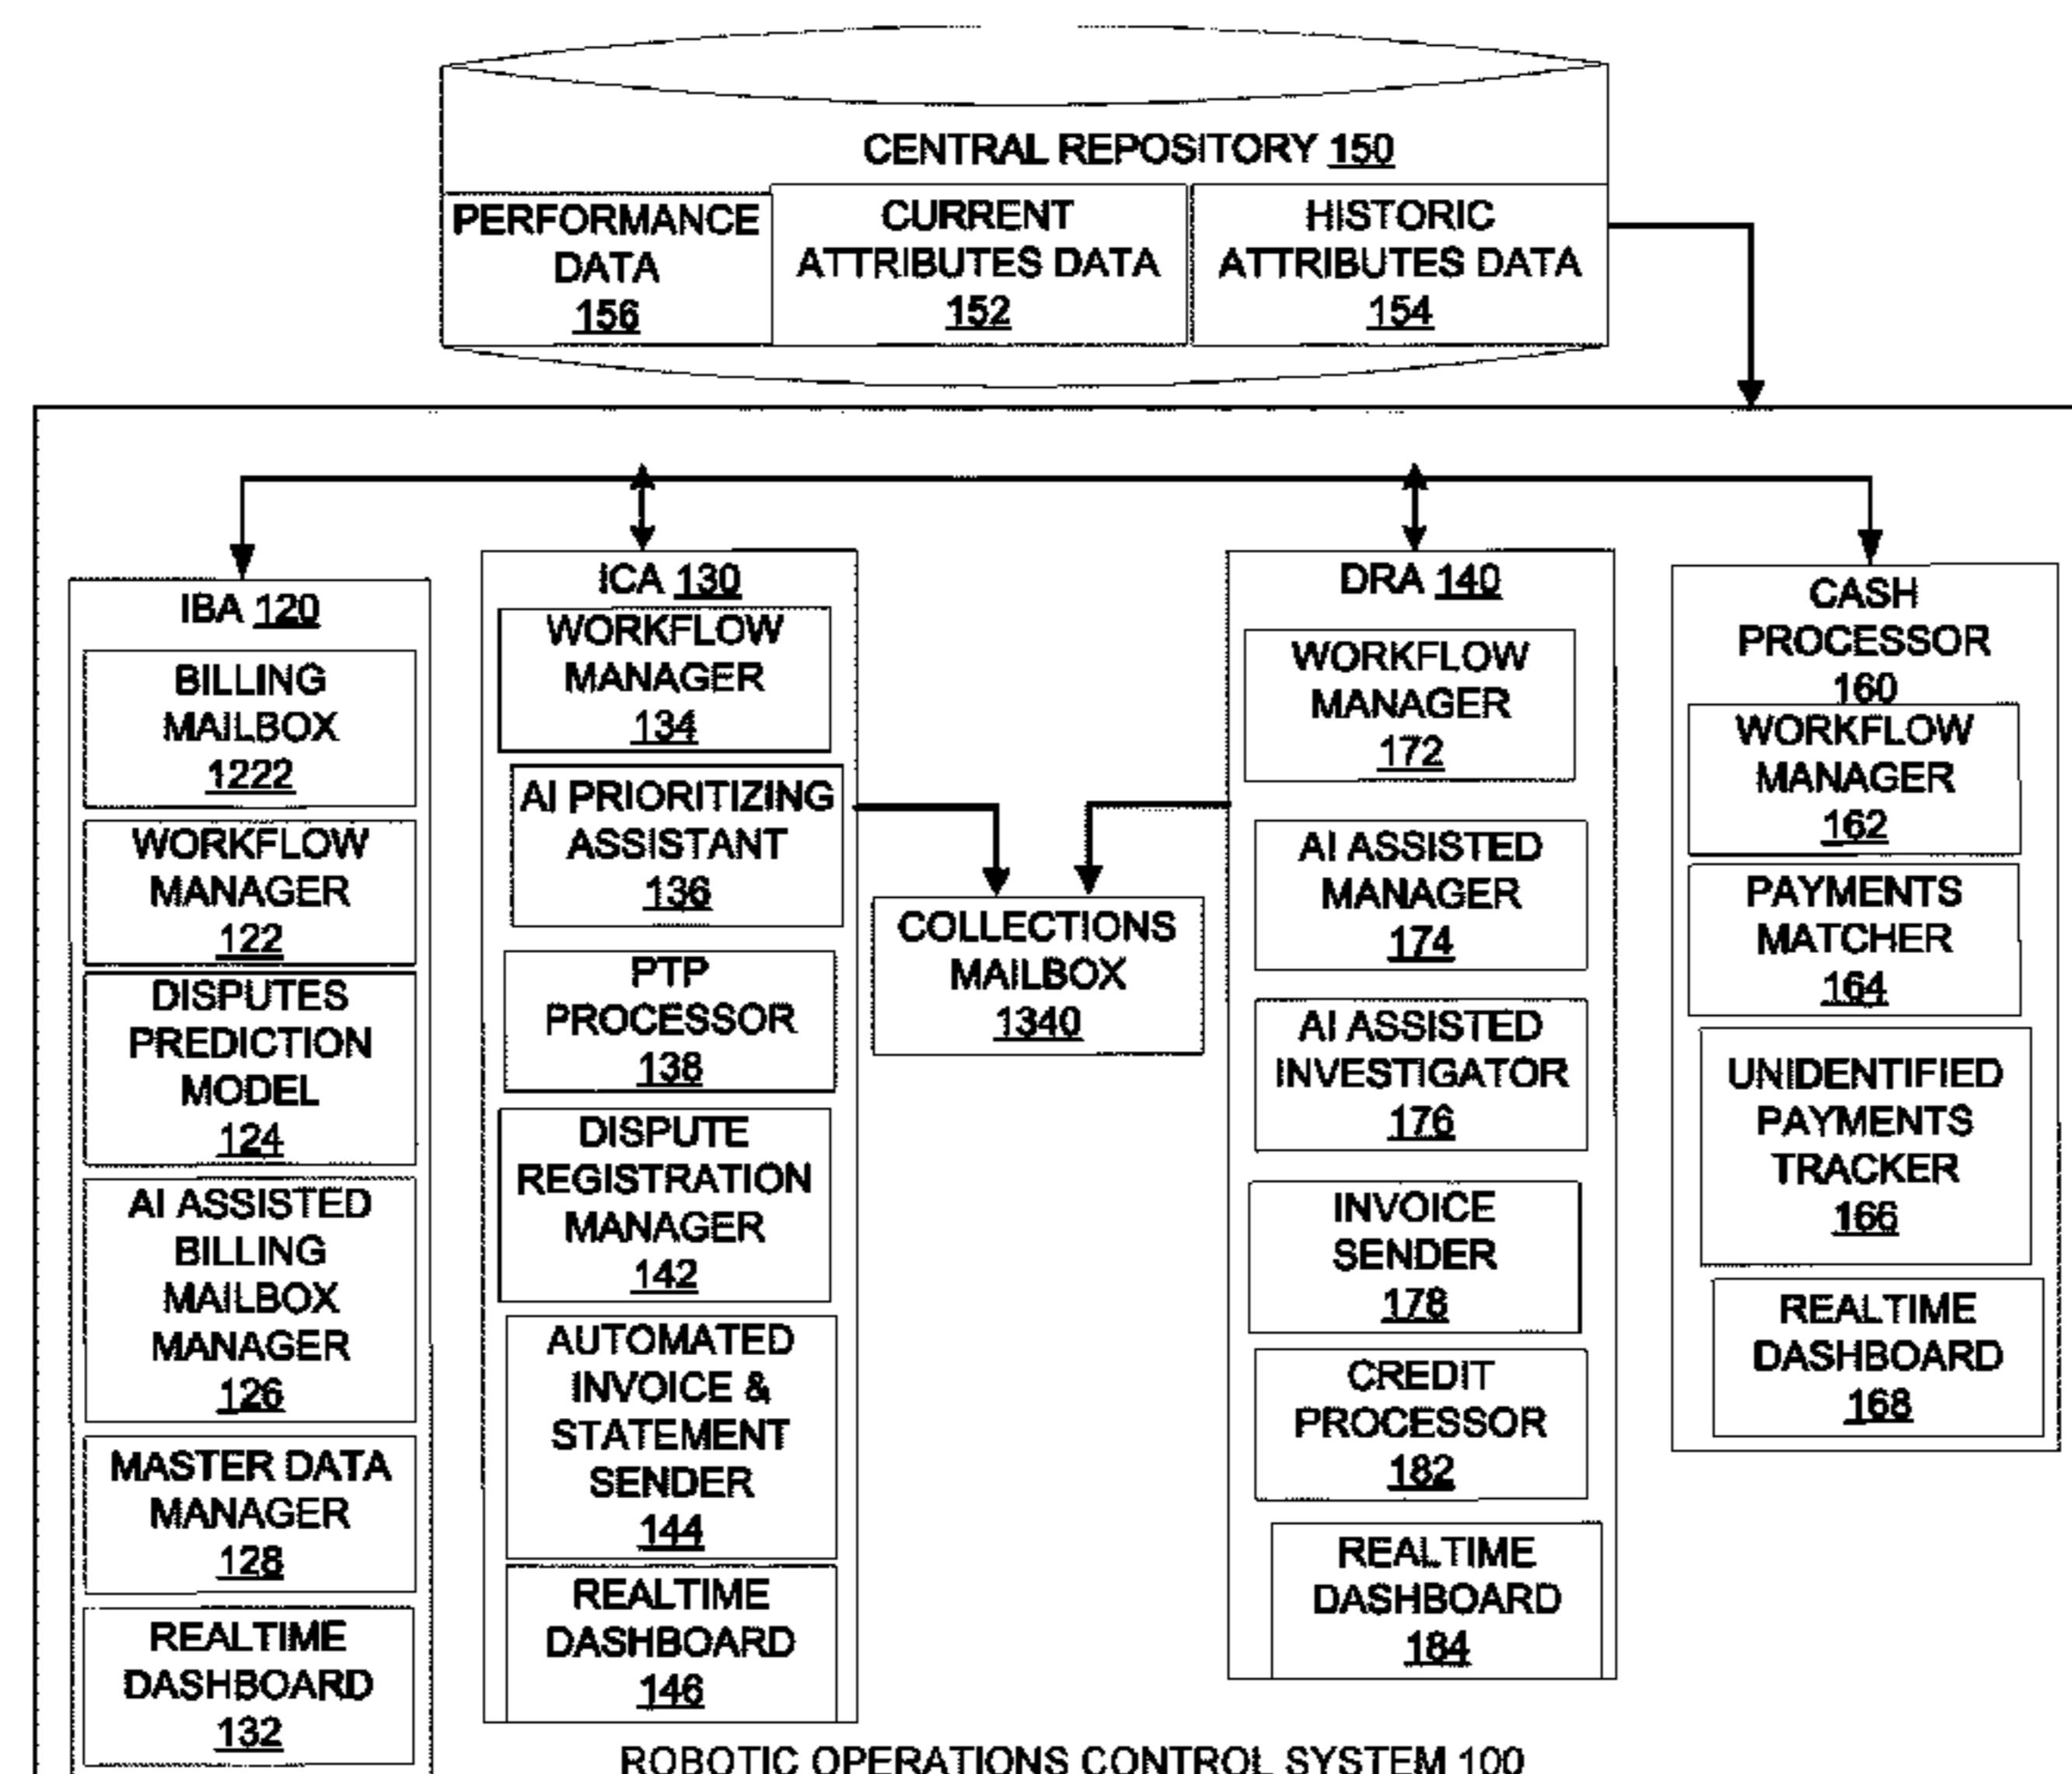 CENTRAL REPOSITORY 150
PERFORMANCE
DATA
156
CURRENT
ATTRIBUTES DATA
152
HISTORIC
ATTRIBUTES DATA
154
IBA 120
BILLING
MAILBOX
1222
WORKFLOW
MANAGER
122
DISPUTES
PREDICTION
MODEL
124
AI ASSISTED
BILLING
MAILBOX
MANAGER
126
MASTER DATA
MANAGER
128
REALTIME
DASHBOARD
132
ICA 130
WORKFLOW
MANAGER
134
AI PRIORITIZING
ASSISTANT
136
PTP
PROCESSOR
138
DISPUTE
REGISTRATION
MANAGER
142
AUTOMATED
INVOICE &
STATEMENT
SENDER
144
REALTIME
DASHBOARD
146
COLLECTIONS
MAILBOX
1340
DRA 140
WORKFLOW
MANAGER
172
AI ASSISTED
MANAGER
174
AI ASSISTED
INVESTIGATOR
176
INVOICE
SENDER
178
CREDIT
PROCESSOR
182
REALTIME
DASHBOARD
184
CASH
PROCESSOR
160
WORKFLOW
MANAGER
162
PAYMENTS
MATCHER
164
UNIDENTIFIED
PAYMENTS
TRACKER
166
REALTIME
DASHBOARD
168
ROBOTIC OPERATIONS CONTROL SYSTEM 100